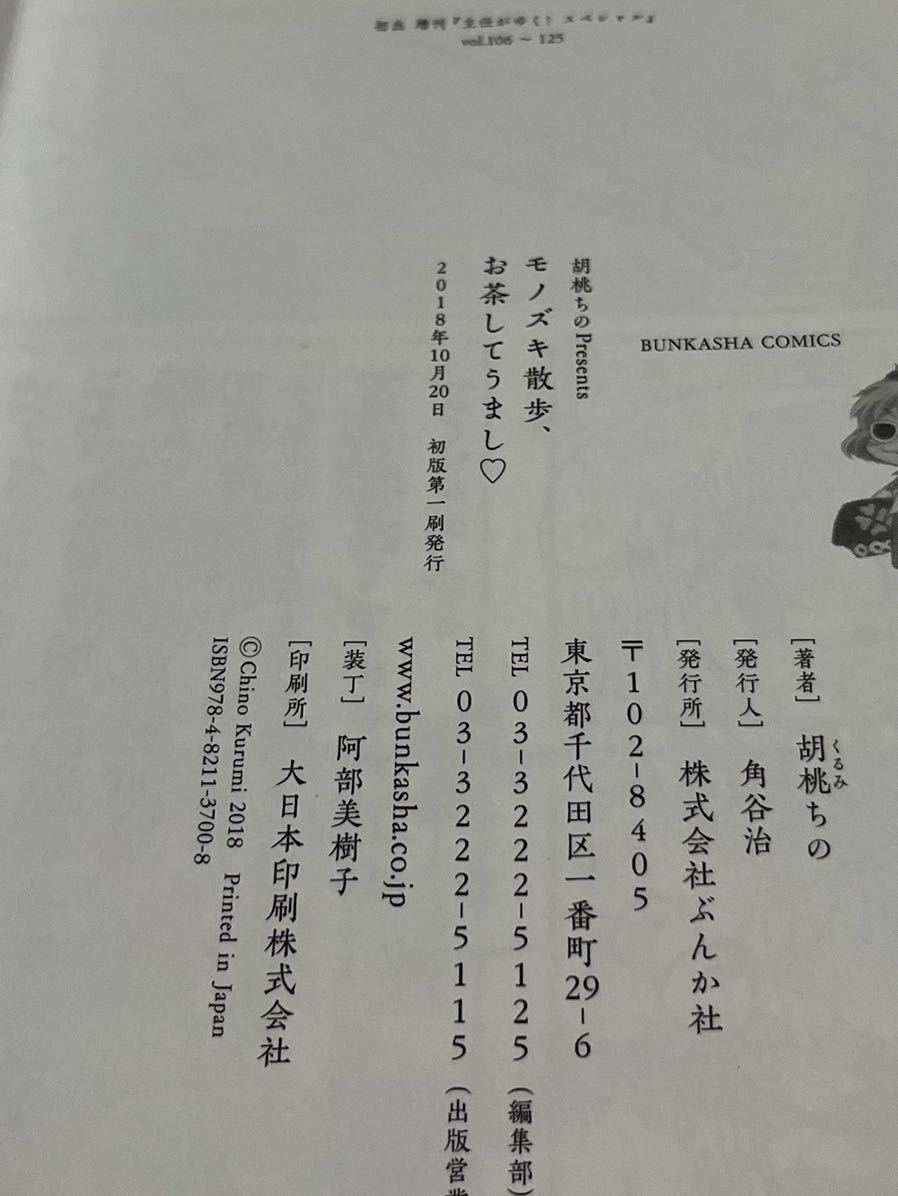 初出 増刊『主任がゆく！スペシャル』
vol.106～125
BUNKASHA COMICS
胡桃ちのPresents
モノズキ散歩、
お茶してうまし♡
2018年10月20日　初版第一刷発行
［著者］　胡桃ちの
くるみ
［発行人］　角谷治
［発行所］　株式会社ぶんか社
〒102-8405
東京都千代田区一番町29-6
TEL 03-3222-5125（編集部）
TEL 03-3222-5115（出版営業
www.bunkasha.co.jp
［装丁］　阿部美樹子
［印刷所］　大日本印刷株式会社
©Chino Kurumi 2018　Printed in Japan
ISBN978-4-8211-3700-8